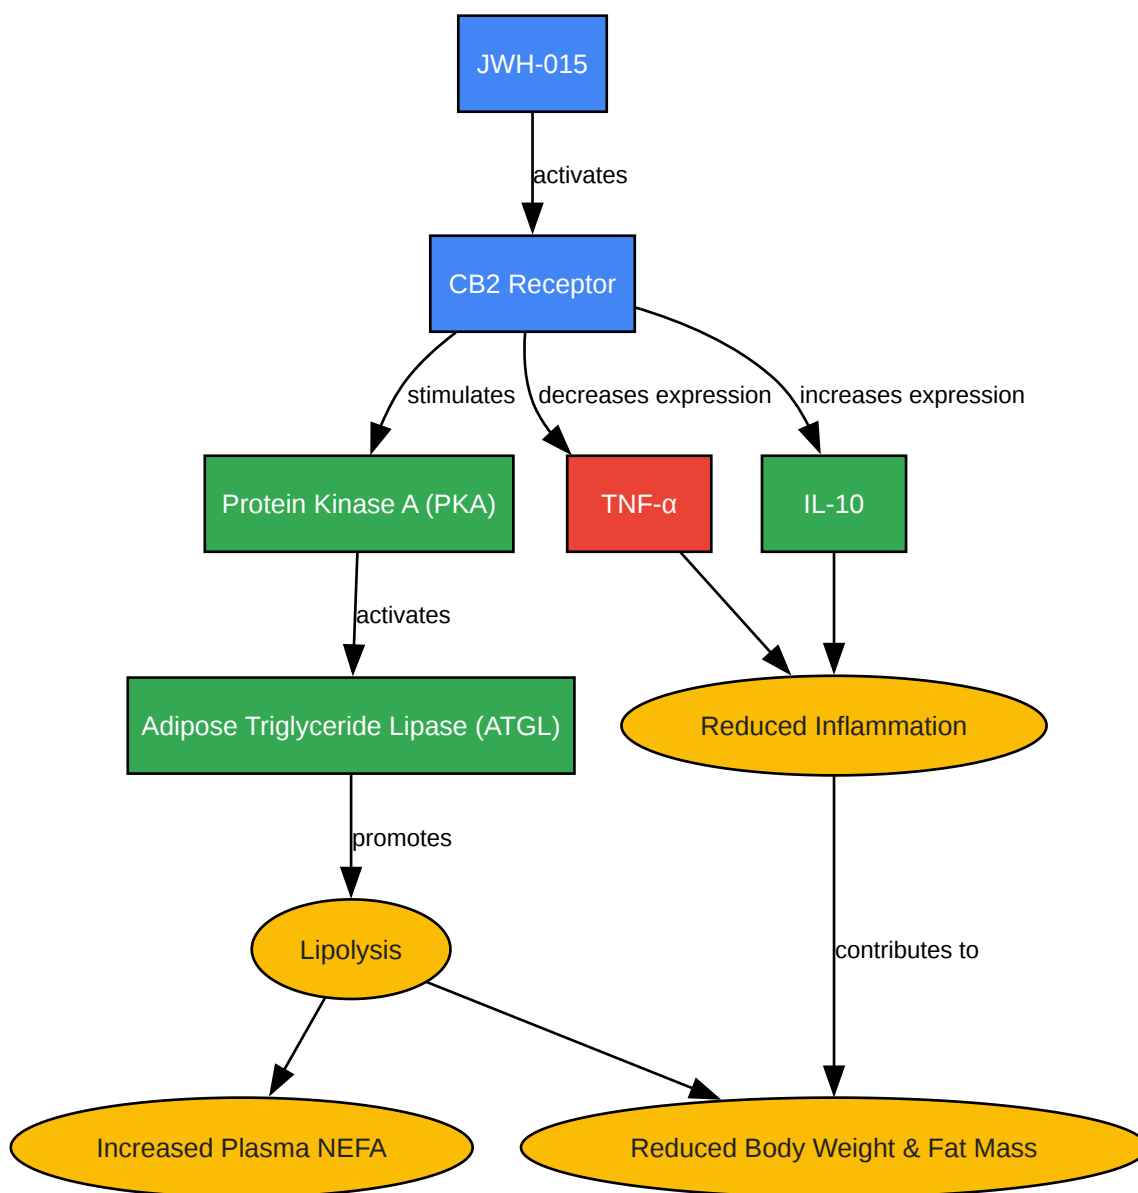 JWH-015
activates
CB2 Receptor
stimulates
decreases expression
increases expression
Protein Kinase A (PKA)
TNF-α
IL-10
activates
Adipose Triglyceride Lipase (ATGL)
Reduced Inflammation
promotes
Lipolysis
contributes to
Increased Plasma NEFA
Reduced Body Weight & Fat Mass